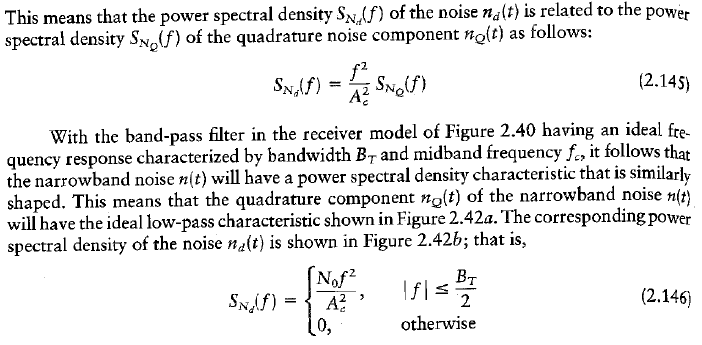 This means that the power spectral density S_{N_d}(f) of the noise n_d(t) is related to the power
spectral density S_{N_Q}(f) of the quadrature noise component n_Q(t) as follows:
S_{N_d}(f) = \frac{f^2}{A_c^2} S_{N_Q}(f) (2.145)
With the band-pass filter in the receiver model of Figure 2.40 having an ideal fre-
quency response characterized by bandwidth B_T and midband frequency f_c, it follows that
the narrowband noise n(t) will have a power spectral density characteristic that is similarly
shaped. This means that the quadrature component n_Q(t) of the narrowband noise n(t)
will have the ideal low-pass characteristic shown in Figure 2.42a. The corresponding power
spectral density of the noise n_d(t) is shown in Figure 2.42b; that is,
S_{N_d}(f) = \begin{cases} \frac{N_0 f^2}{A_c^2}, & |f| \le \frac{B_T}{2} \\ 0, & \text{otherwise} \end{cases} (2.146)